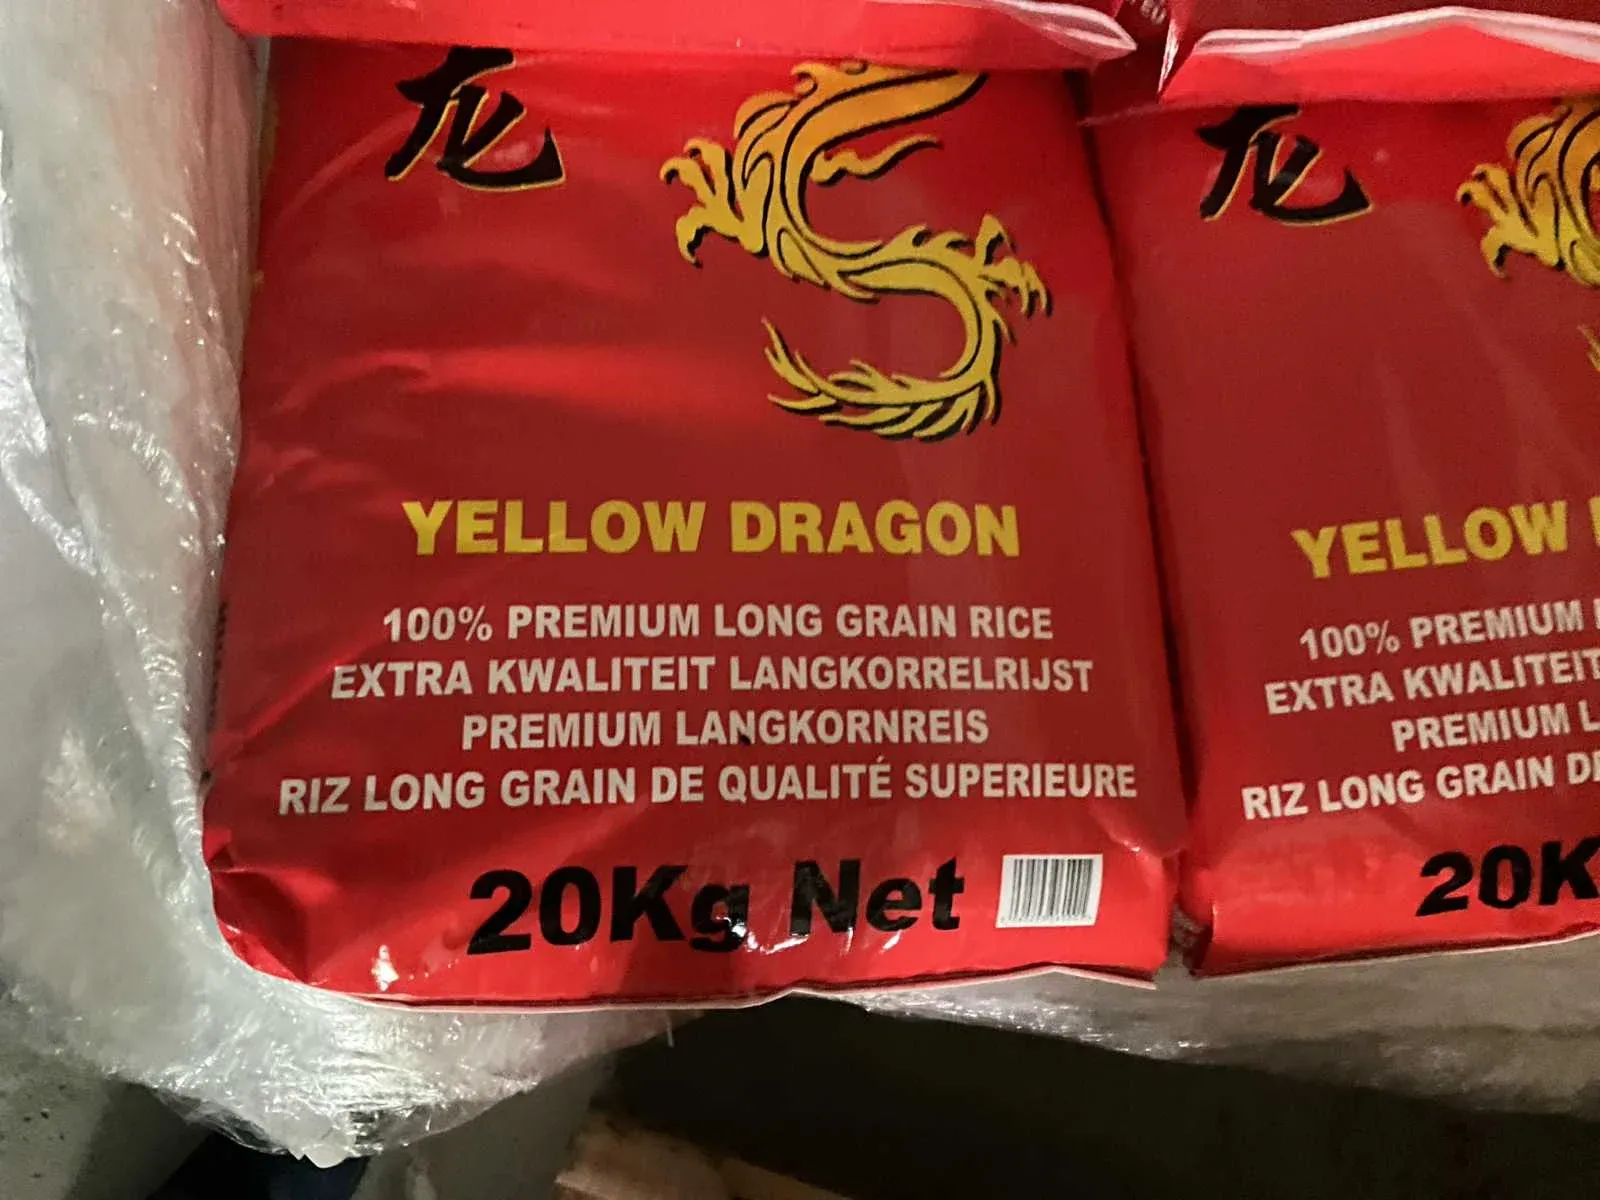 龙
YELLOW DRAGON
100% PREMIUM LONG GRAIN RICE
EXTRA KWALITEIT LANGKORRELRIJST
PREMIUM LANGKORNREIS
RIZ LONG GRAIN DE QUALITÉ SUPERIEURE
20Kg Net
龙
YELLOW
100% PREMIUM
EXTRA KWALITEIT
PREMIUM
RIZ LONG GRAIN
20K